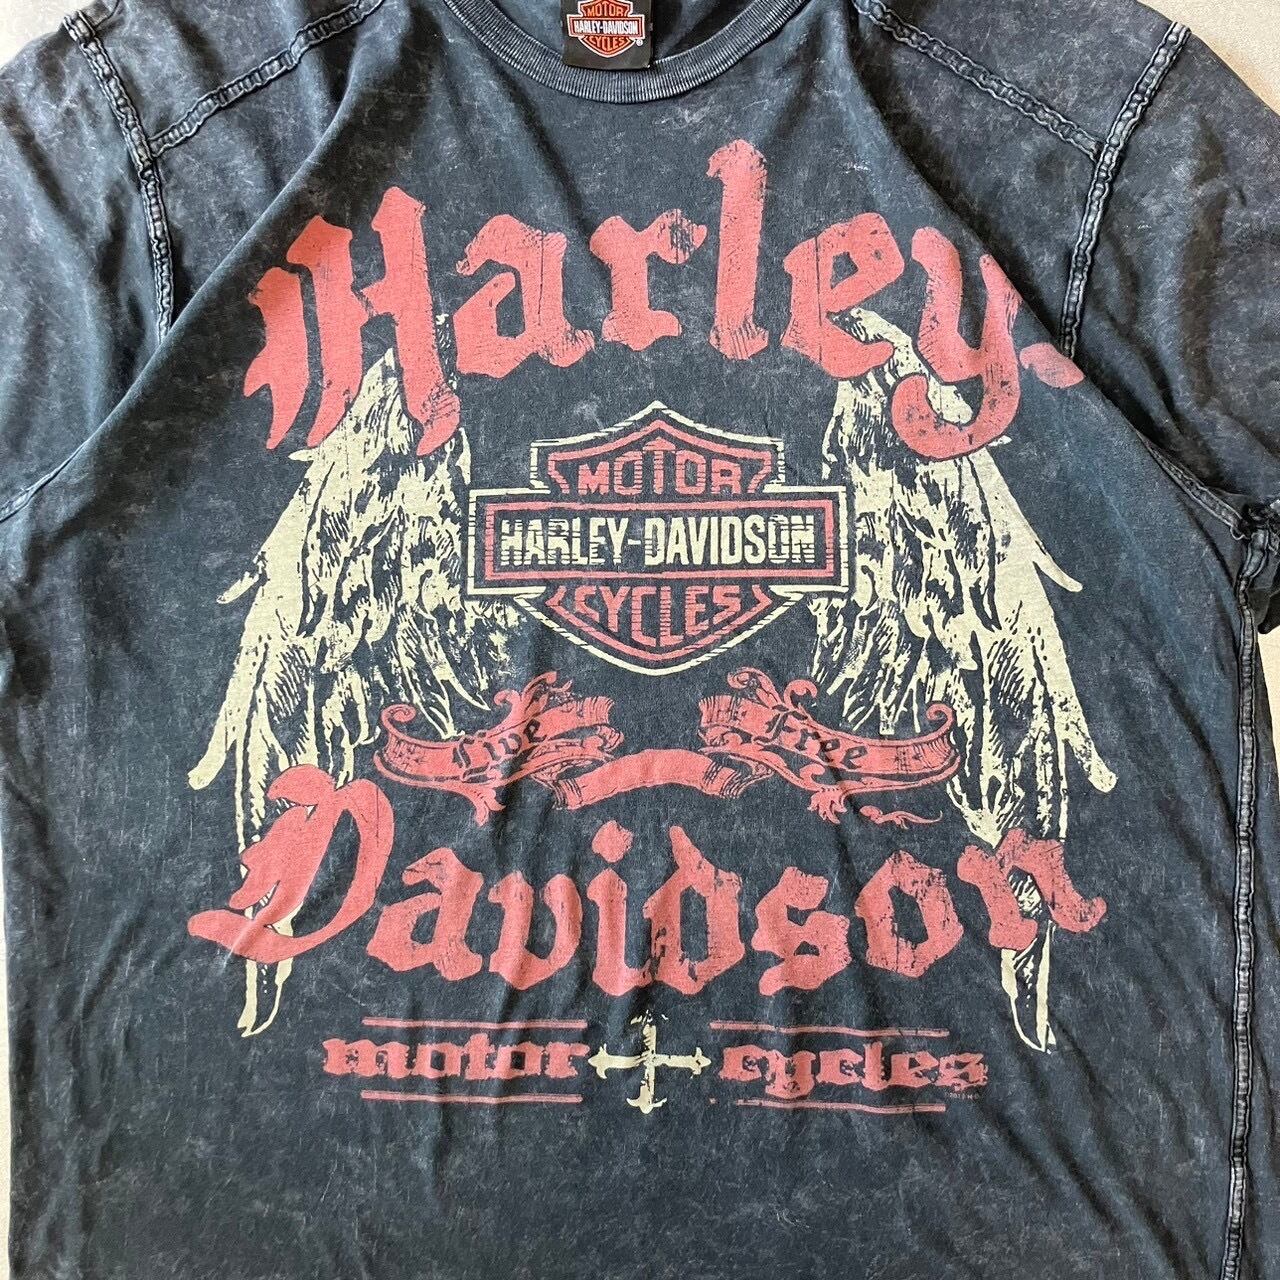 MOTOR
HARLEY-DAVIDSON
CYCLES
Harley
MOTOR
HARLEY-DAVIDSON
CYCLES
Live Free
Davidson
motor cycles